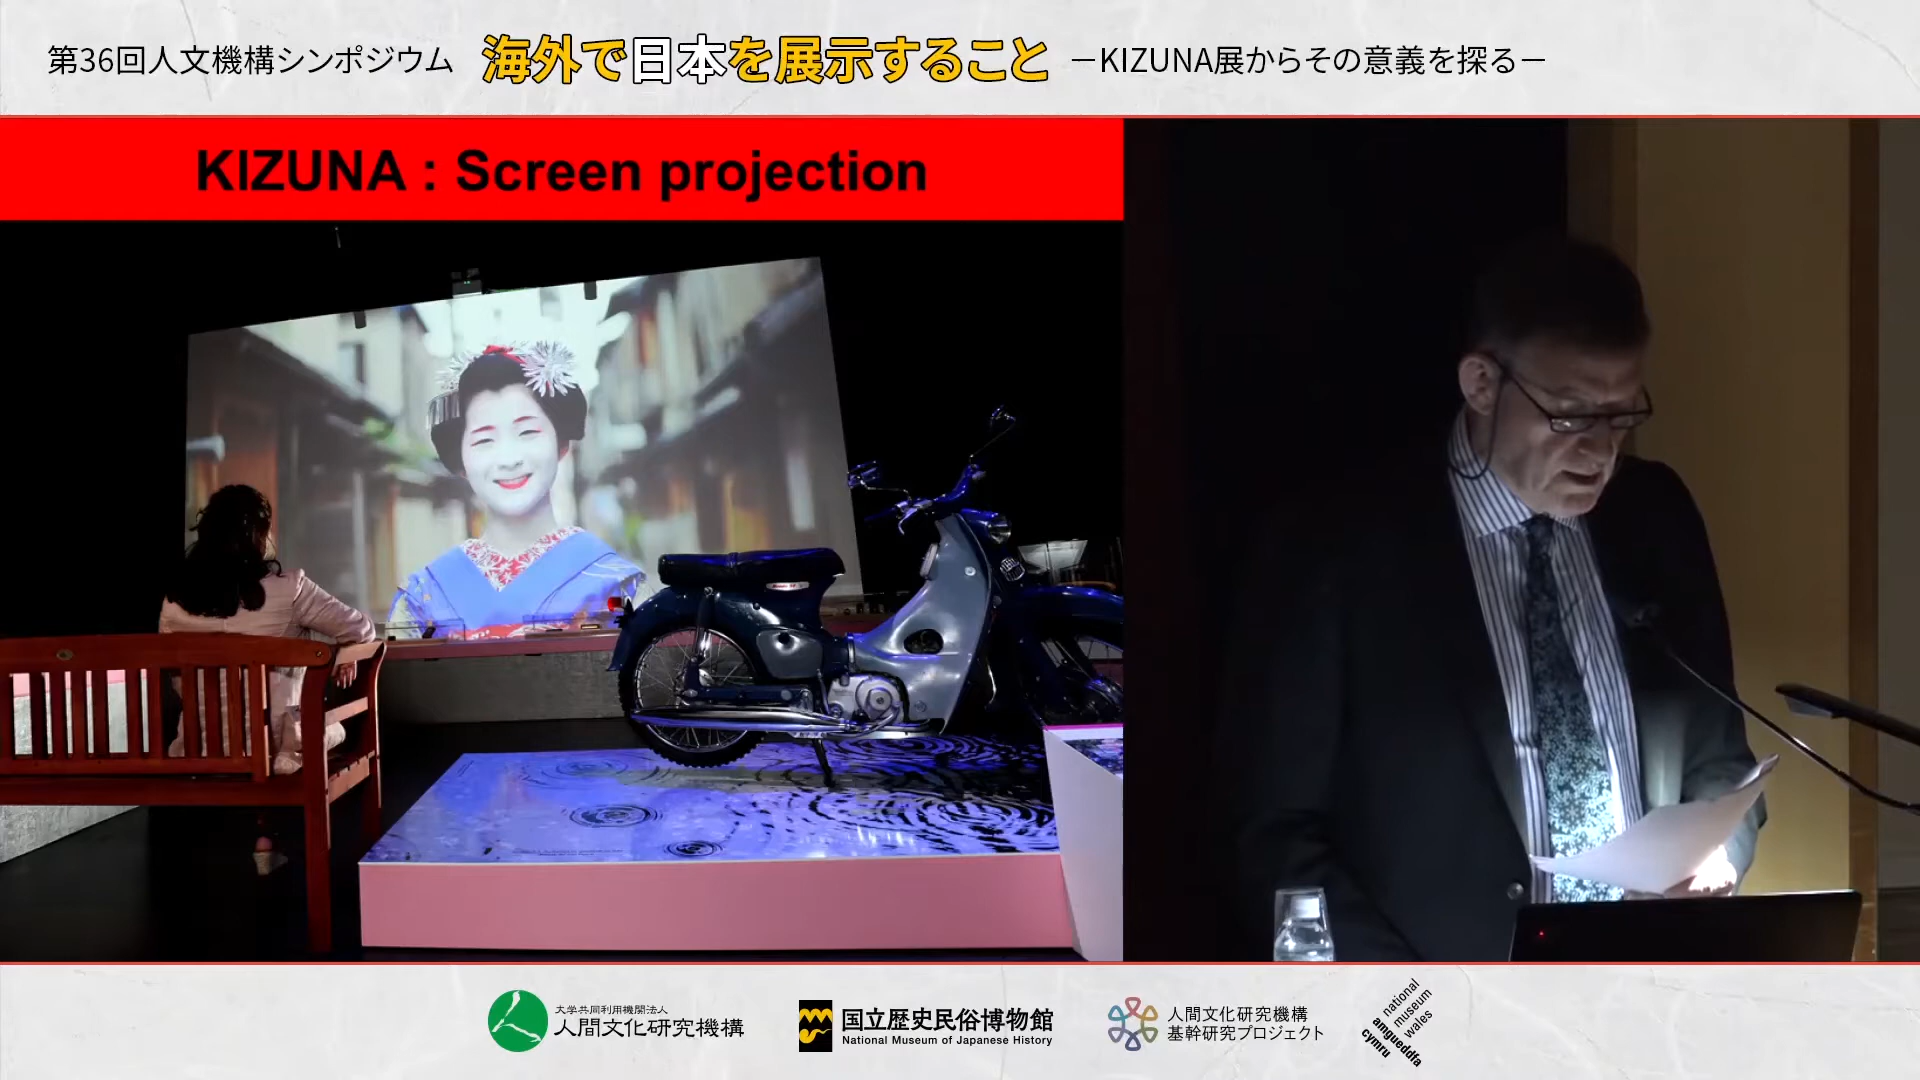 第36回人文機構シンポジウム 海外で日本を展示すること －KIZUNA展からその意義を探る－
KIZUNA : Screen projection
大学共同利用機関法人
人間文化研究機構
国立歴史民俗博物館
National Museum of Japanese History
人間文化研究機構
基幹研究プロジェクト
national
museum
wales
amgueddfa
cymru